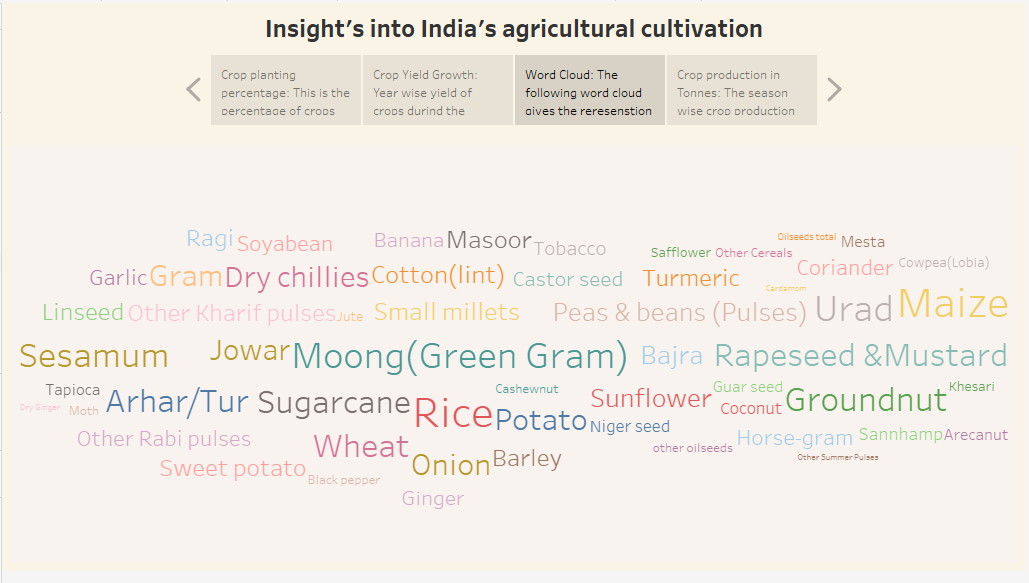 Insight's into India's agricultural cultivation
Crop planting
percentage: This is the
percentage of crops
Crop Yield Growth:
Year wise yield of
crops during the
Word Cloud: The
following word cloud
gives the reresenstion
Crop production in
Tonnes: The season
wise crop production
Ragi
Soyabean
Banana
Masoor
Tobacco
Safflower
Other Cereals
Oilseeds total
Mesta
Garlic
Gram
Dry chillies
Cotton(lint)
Castor seed
Turmeric
Coriander
Cowpea(Lobia)
Cardamom
Linseed
Other Kharif pulses
Jute
Small millets
Peas & beans (Pulses)
Urad
Maize
Sesamum
Jowar
Moong(Green Gram)
Bajra
Rapeseed &Mustard
Tapioca
Dry Ginger
Moth
Arhar/Tur
Sugarcane
Rice
Cashewnut
Potato
Sunflower
Niger seed
Guar seed
Coconut
Groundnut
Khesari
Other Rabi pulses
Wheat
other oilseeds
Horse-gram
Sannhamp
Arecanut
Sweet potato
Black pepper
Onion
Barley
Other Summer Pulses
Ginger